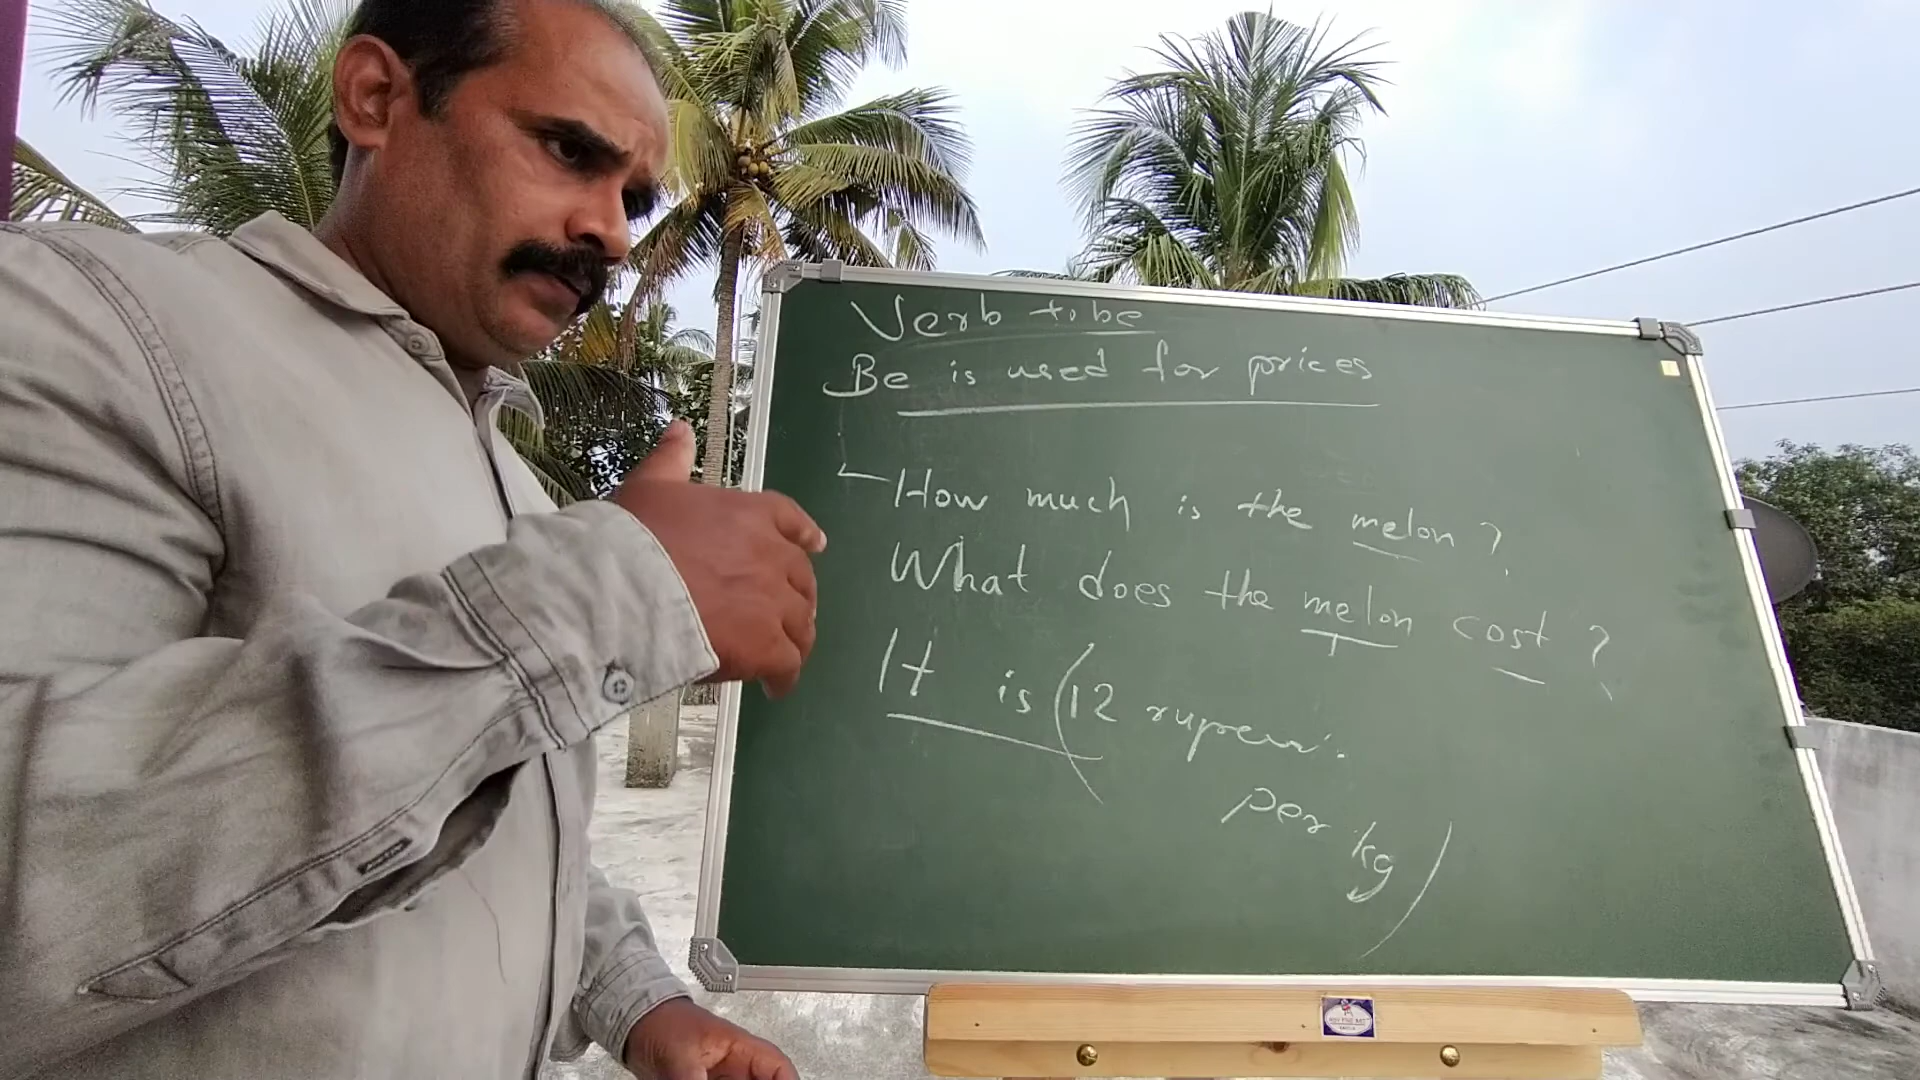 Verb to be
Be is used for prices
How much is the melon ?
What does the melon cost ?
It is (12 rupees.
per kg)